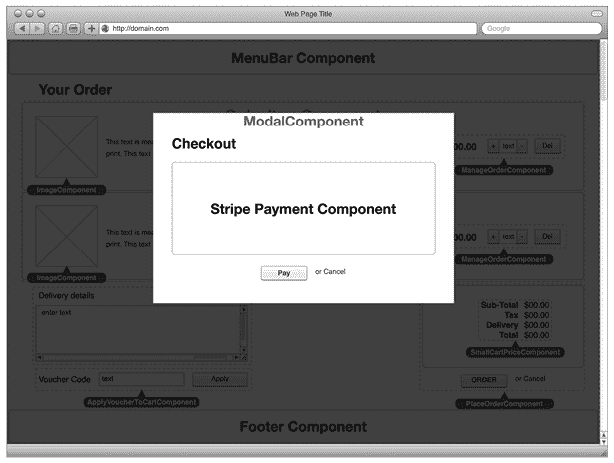 Web Page Title
http://domain.com
Google
MenuBar Component
Your Order
ModalComponent
Checkout
Stripe Payment Component
Pay or Cancel
This text is
print. This text
00.00 + text - Del
ImageComponent
ManageOrderComponent
This text is
print. This text
00.00 + text - Del
ImageComponent
ManageOrderComponent
Delivery details
enter text
Sub-Total $00.00
Tax $00.00
Delivery $00.00
Total $00.00
SmallCartPriceComponent
Voucher Code text Apply
ORDER or Cancel
ApplyVoucherToCartComponent
PlaceOrderComponent
Footer Component